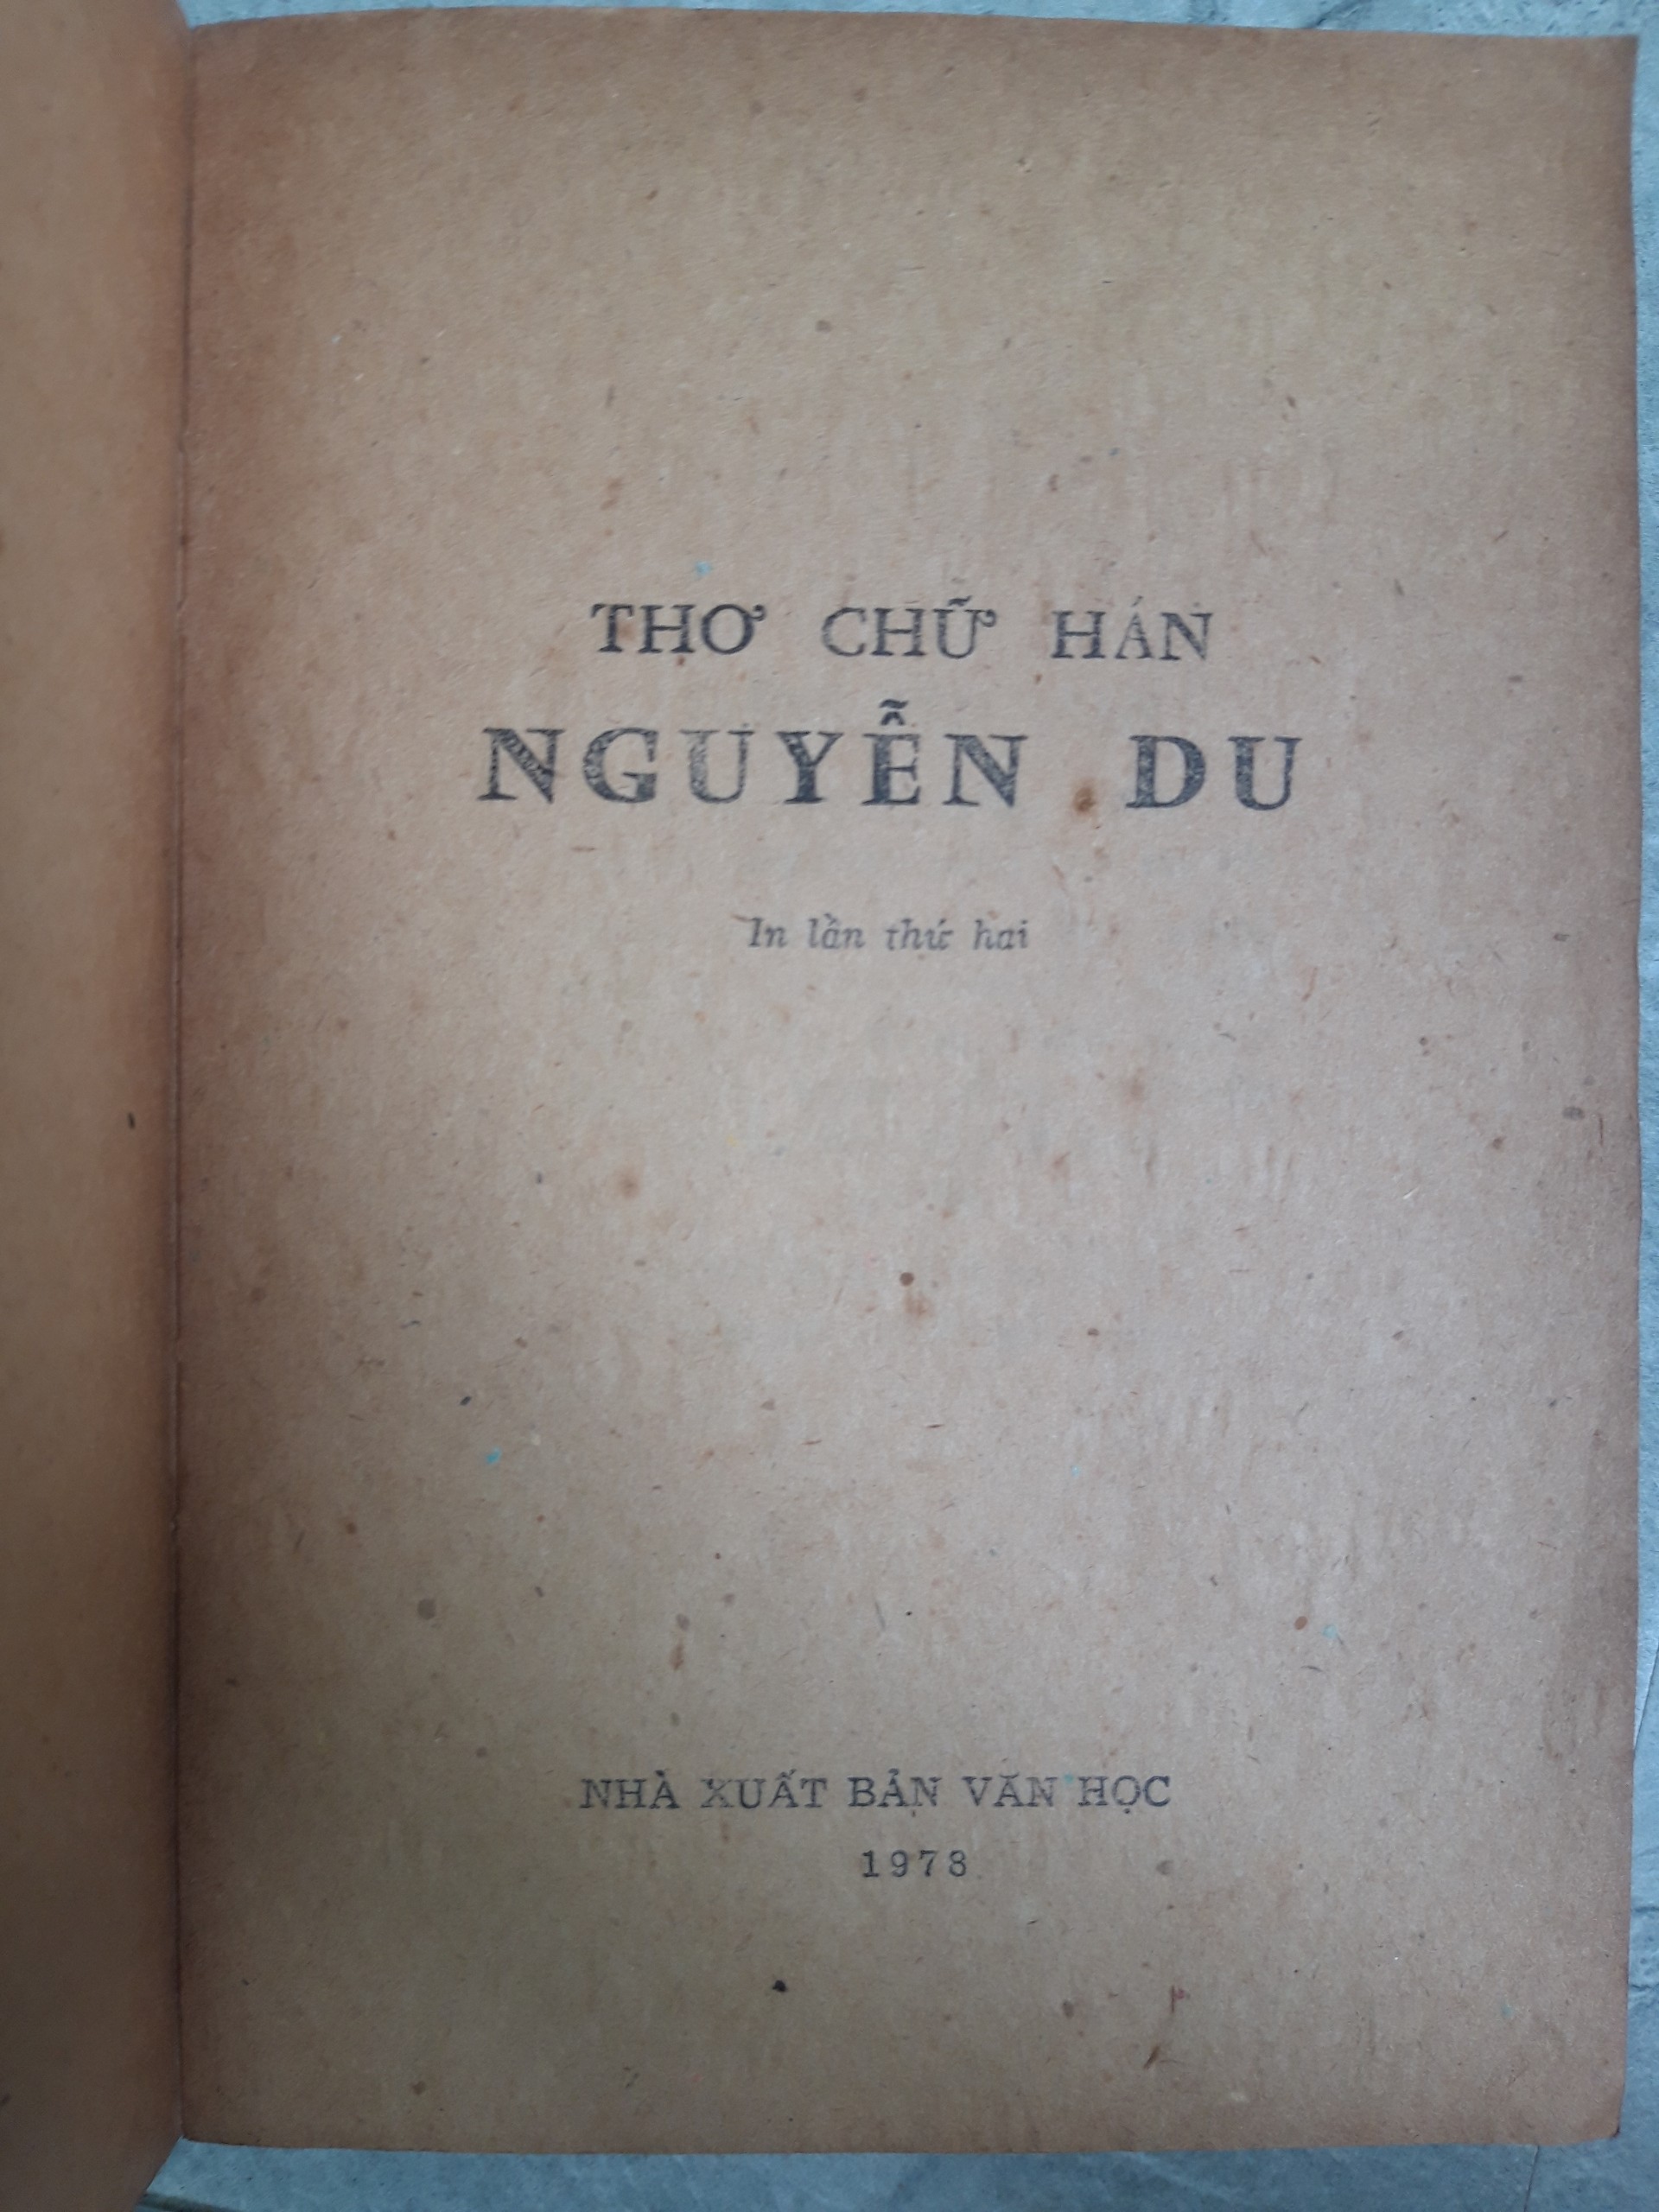 THƠ CHỮ HÁN
NGUYỄN DU
In lần thứ hai
NHÀ XUẤT BẢN VĂN HỌC
1978